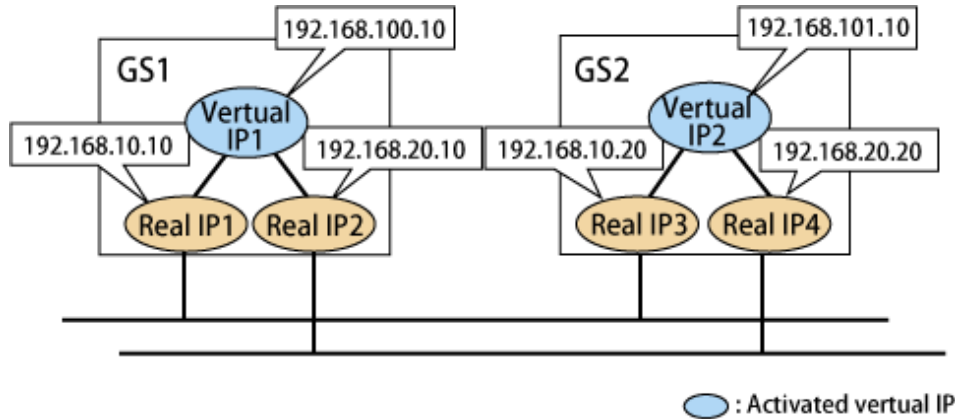 192.168.100.10
192.168.101.10
GS1
GS2
Vertual
IP1
Vertual
IP2
192.168.10.10
192.168.20.10
192.168.10.20
192.168.20.20
Real IP1
Real IP2
Real IP3
Real IP4
: Activated vertual IP